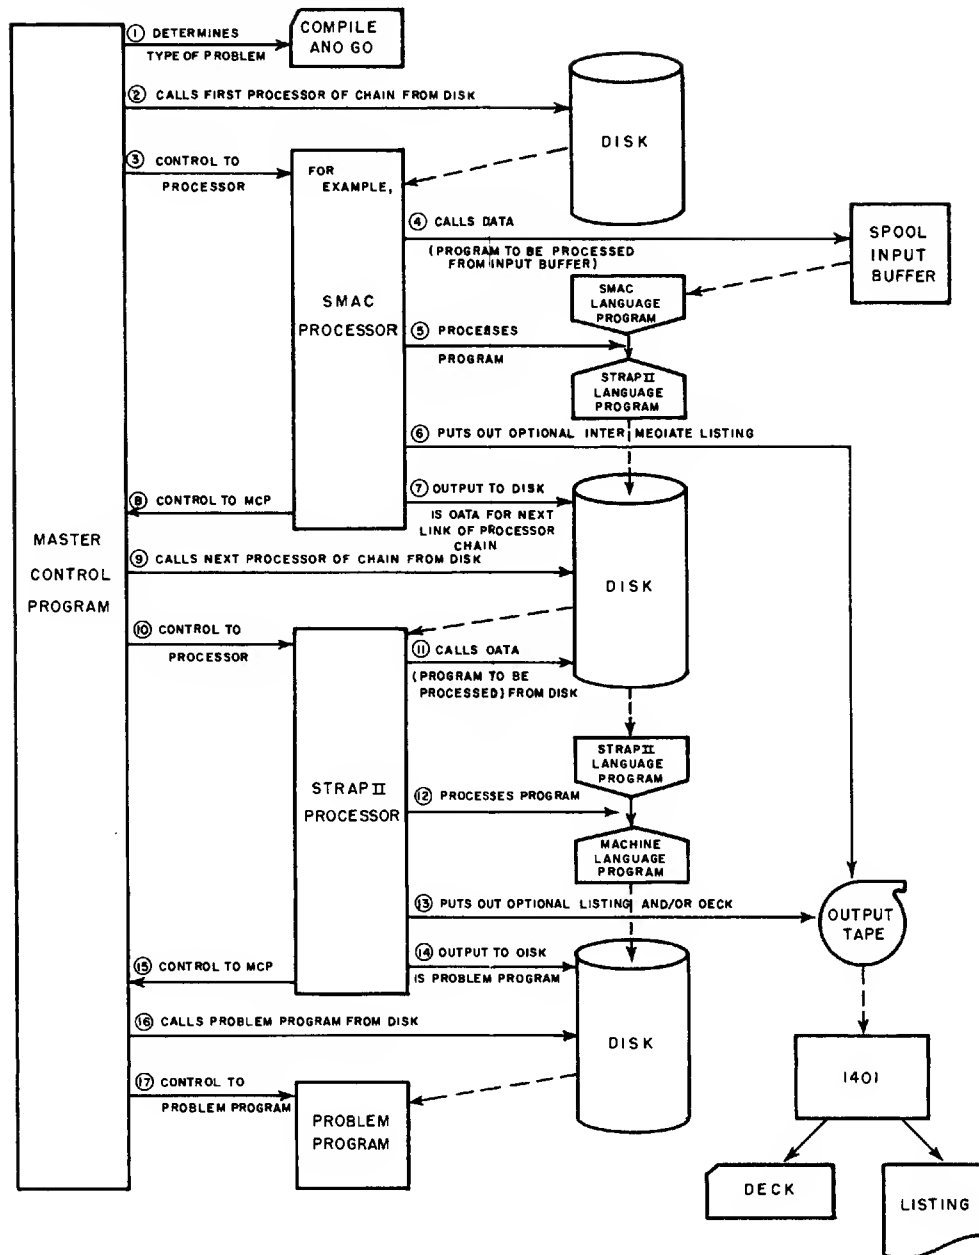 ① DETERMINES
TYPE OF PROBLEM
COMPILE
ANO GO
② CALLS FIRST PROCESSOR OF CHAIN FROM DISK
DISK
③ CONTROL TO
PROCESSOR
FOR
EXAMPLE,
SMAC
PROCESSOR
④ CALLS DATA
(PROGRAM TO BE PROCESSED
FROM INPUT BUFFER)
SPOOL
INPUT
BUFFER
SMAC
LANGUAGE
PROGRAM
⑤ PROCESSES
PROGRAM
STRAP II
LANGUAGE
PROGRAM
⑥ PUTS OUT OPTIONAL INTER MEDIATE LISTING
⑦ OUTPUT TO DISK
IS OATA FOR NEXT
LINK OF PROCESSOR
CHAIN
⑧ CONTROL TO MCP
MASTER
CONTROL
PROGRAM
⑨ CALLS NEXT PROCESSOR OF CHAIN FROM DISK
DISK
⑩ CONTROL TO
PROCESSOR
⑪ CALLS OATA
(PROGRAM TO BE
PROCESSED) FROM DISK
STRAP II
PROCESSOR
STRAP II
LANGUAGE
PROGRAM
⑫ PROCESSES PROGRAM
MACHINE
LANGUAGE
PROGRAM
⑬ PUTS OUT OPTIONAL LISTING AND/OR DECK
OUTPUT
TAPE
⑭ OUTPUT TO OISK
IS PROBLEM PROGRAM
⑮ CONTROL TO MCP
⑯ CALLS PROBLEM PROGRAM FROM DISK
DISK
⑰ CONTROL TO
PROBLEM PROGRAM
PROBLEM
PROGRAM
1401
DECK
LISTING